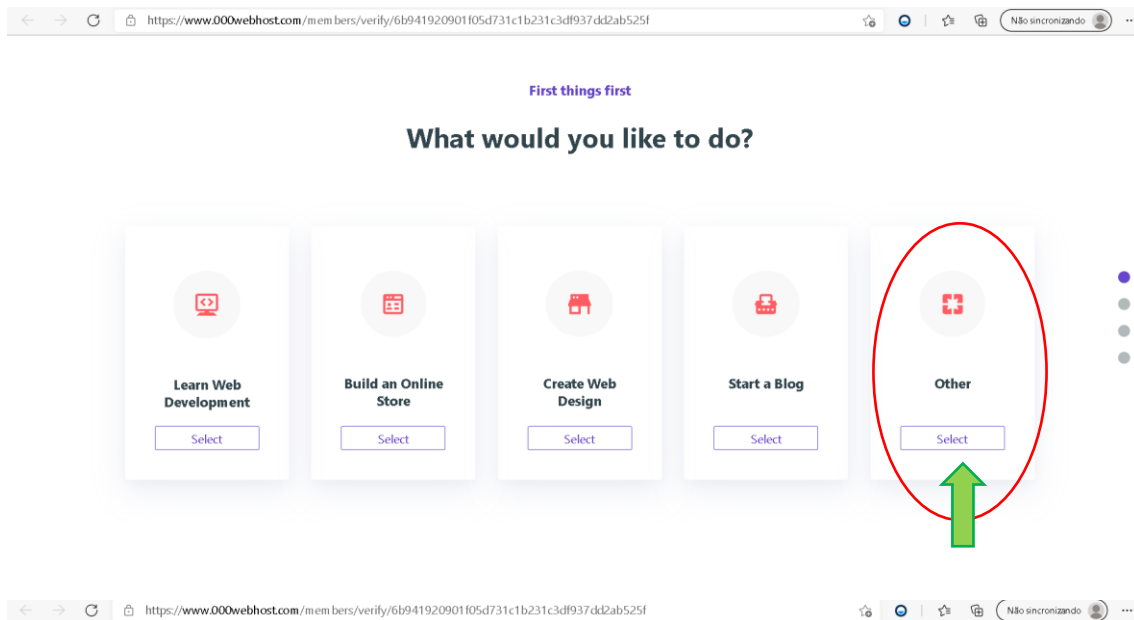 https://www.000webhost.com/members/verify/6b941920901f05d731c1b231c3df937dd2ab525f
Não sincronizando
First things first
What would you like to do?
Learn Web
Development
Select
Build an Online
Store
Select
Create Web
Design
Select
Start a Blog
Select
Other
Select
https://www.000webhost.com/members/verify/6b941920901f05d731c1b231c3df937dd2ab525f
Não sincronizando